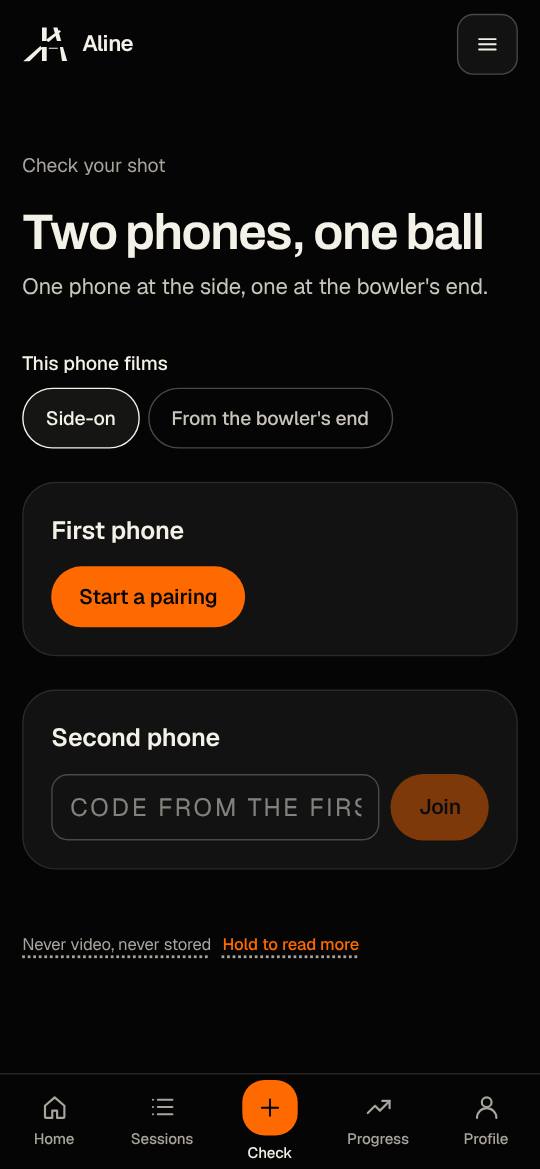 Aline
Check your shot
Two phones, one ball
One phone at the side, one at the bowler's end.
This phone films
Side-on
From the bowler's end
First phone
Start a pairing
Second phone
CODE FROM THE FIRS
Join
Never video, never stored Hold to read more
Home
Sessions
Check
Progress
Profile